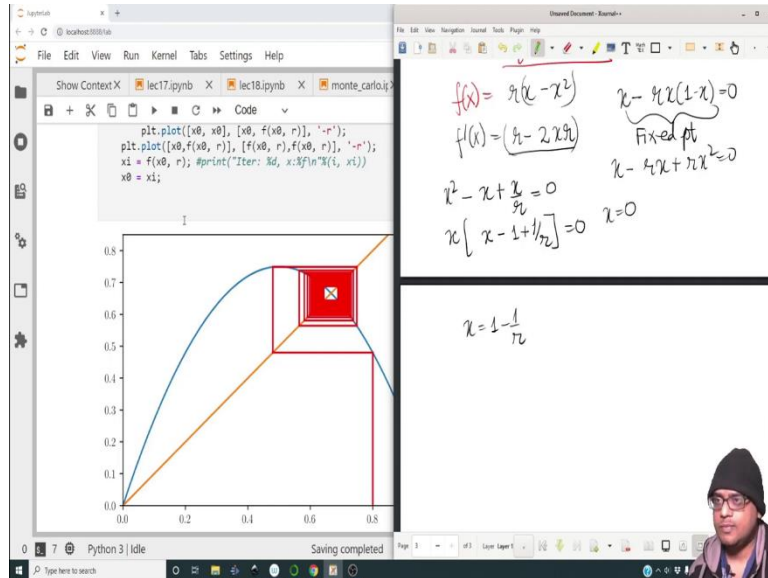 JupyterLab
localhost:8888/lab
File Edit View Run Kernel Tabs Settings Help
Show Context X lec17.ipynb X lec18.ipynb X monte_carlo.ip
Code
plt.plot([x0, x0], [x0, f(x0, r)], '-r');
plt.plot([x0,f(x0, r)], [f(x0, r),f(x0, r)], '-r');
xi = f(x0, r); #print("Iter: %d, x:%f\n"%(i, xi))
x0 = xi;
0.8
0.7
0.6
0.5
0.4
0.3
0.2
0.1
0.0
0.0 0.2 0.4 0.6 0.8
0 7 Python 3 | Idle Saving completed
Type here to search
Unsaved Document - Xournal++
File Edit View Navigation Journal Tools Plugin Help
f(x) = r(x - x²)
f'(x) = (r - 2xr)
x² - x + x/r = 0
x[ x - 1 + 1/r ] = 0 x = 0
x - rx(1-x) = 0
Fixed pt
x - rx + rx² = 0
x = 1 - 1/r
Page 3 of 3 Layer Layer 1